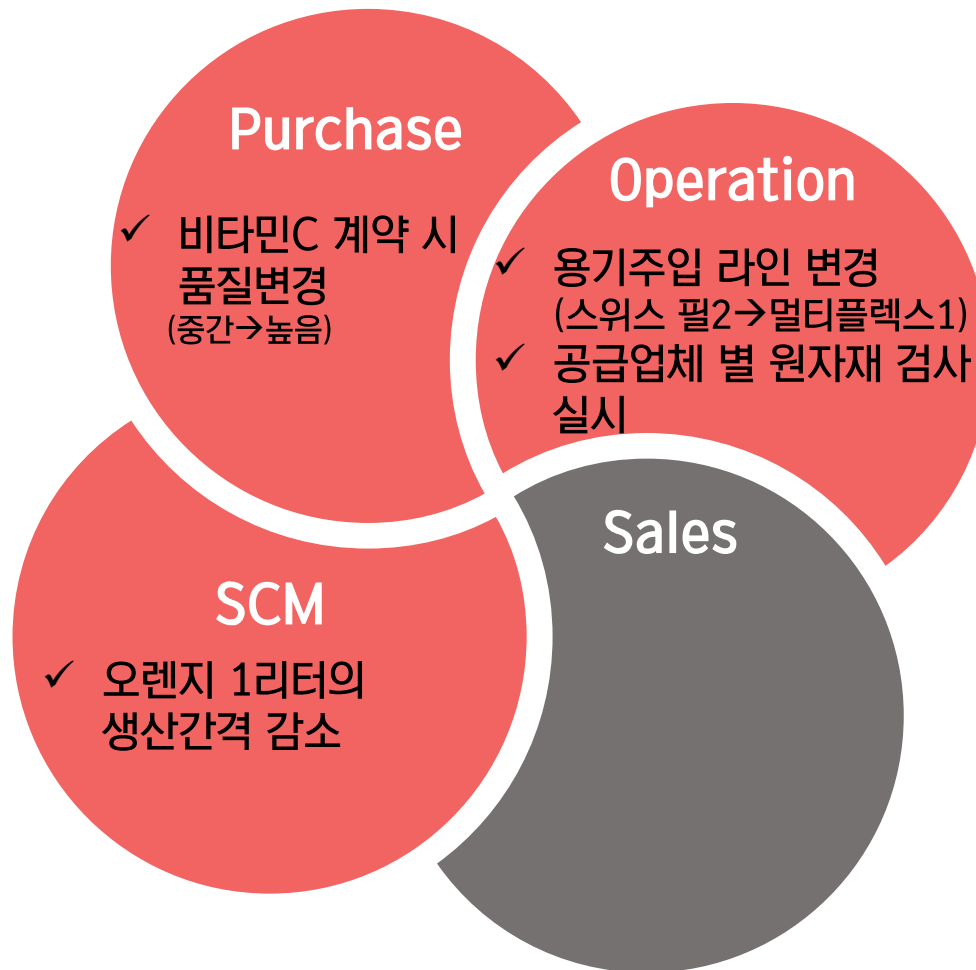 Purchase
✓ 비타민C 계약 시
품질변경
(중간→높음)
Operation
✓ 용기주입 라인 변경
(스위스 필2→멀티플렉스1)
✓ 공급업체 별 원자재 검사
실시
SCM
✓ 오렌지 1리터의
생산간격 감소
Sales